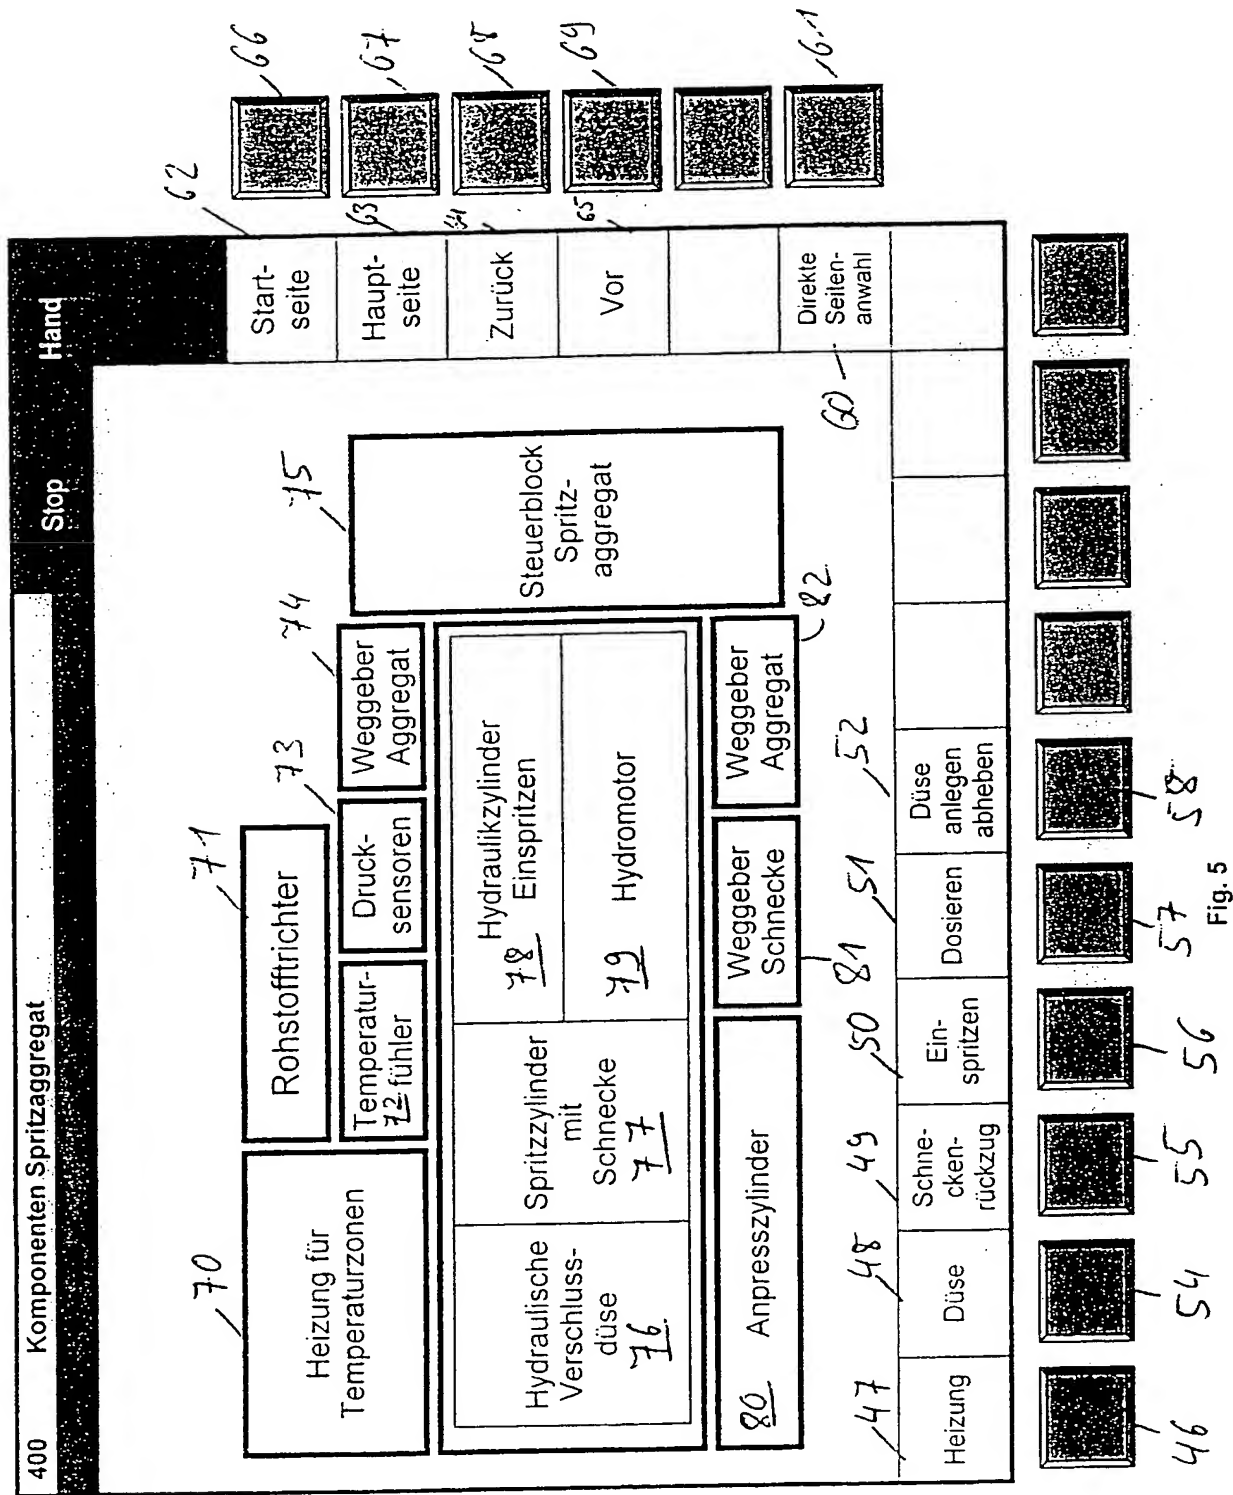 400 Komponenten Spritzaggregat Stop Hand
70
Heizung für
Temperaturzonen
71
Rohstofftrichter
Temperatur-
72 fühler
73
Druck-
sensoren
74
Weggeber
Aggregat
75
Steuerblock
Spritz-
aggregat
Hydraulische
Verschluss-
düse
76
Spritzzylinder
mit
Schnecke
77
Hydraulikzylinder
78 Einspritzen
79 Hydromotor
80 Anpresszylinder
Weggeber
Schnecke
81
Weggeber
Aggregat
82
62
Start-
seite
66
63
Haupt-
seite
67
Zurück
68
65
Vor
69
60
Direkte
Seiten-
anwahl
61
47
Heizung
48
Düse
49
Schne-
cken-
rückzug
50
Ein-
spritzen
51
Dosieren
52
Düse
anlegen
abheben
46 54 55 56 57 58
Fig. 5